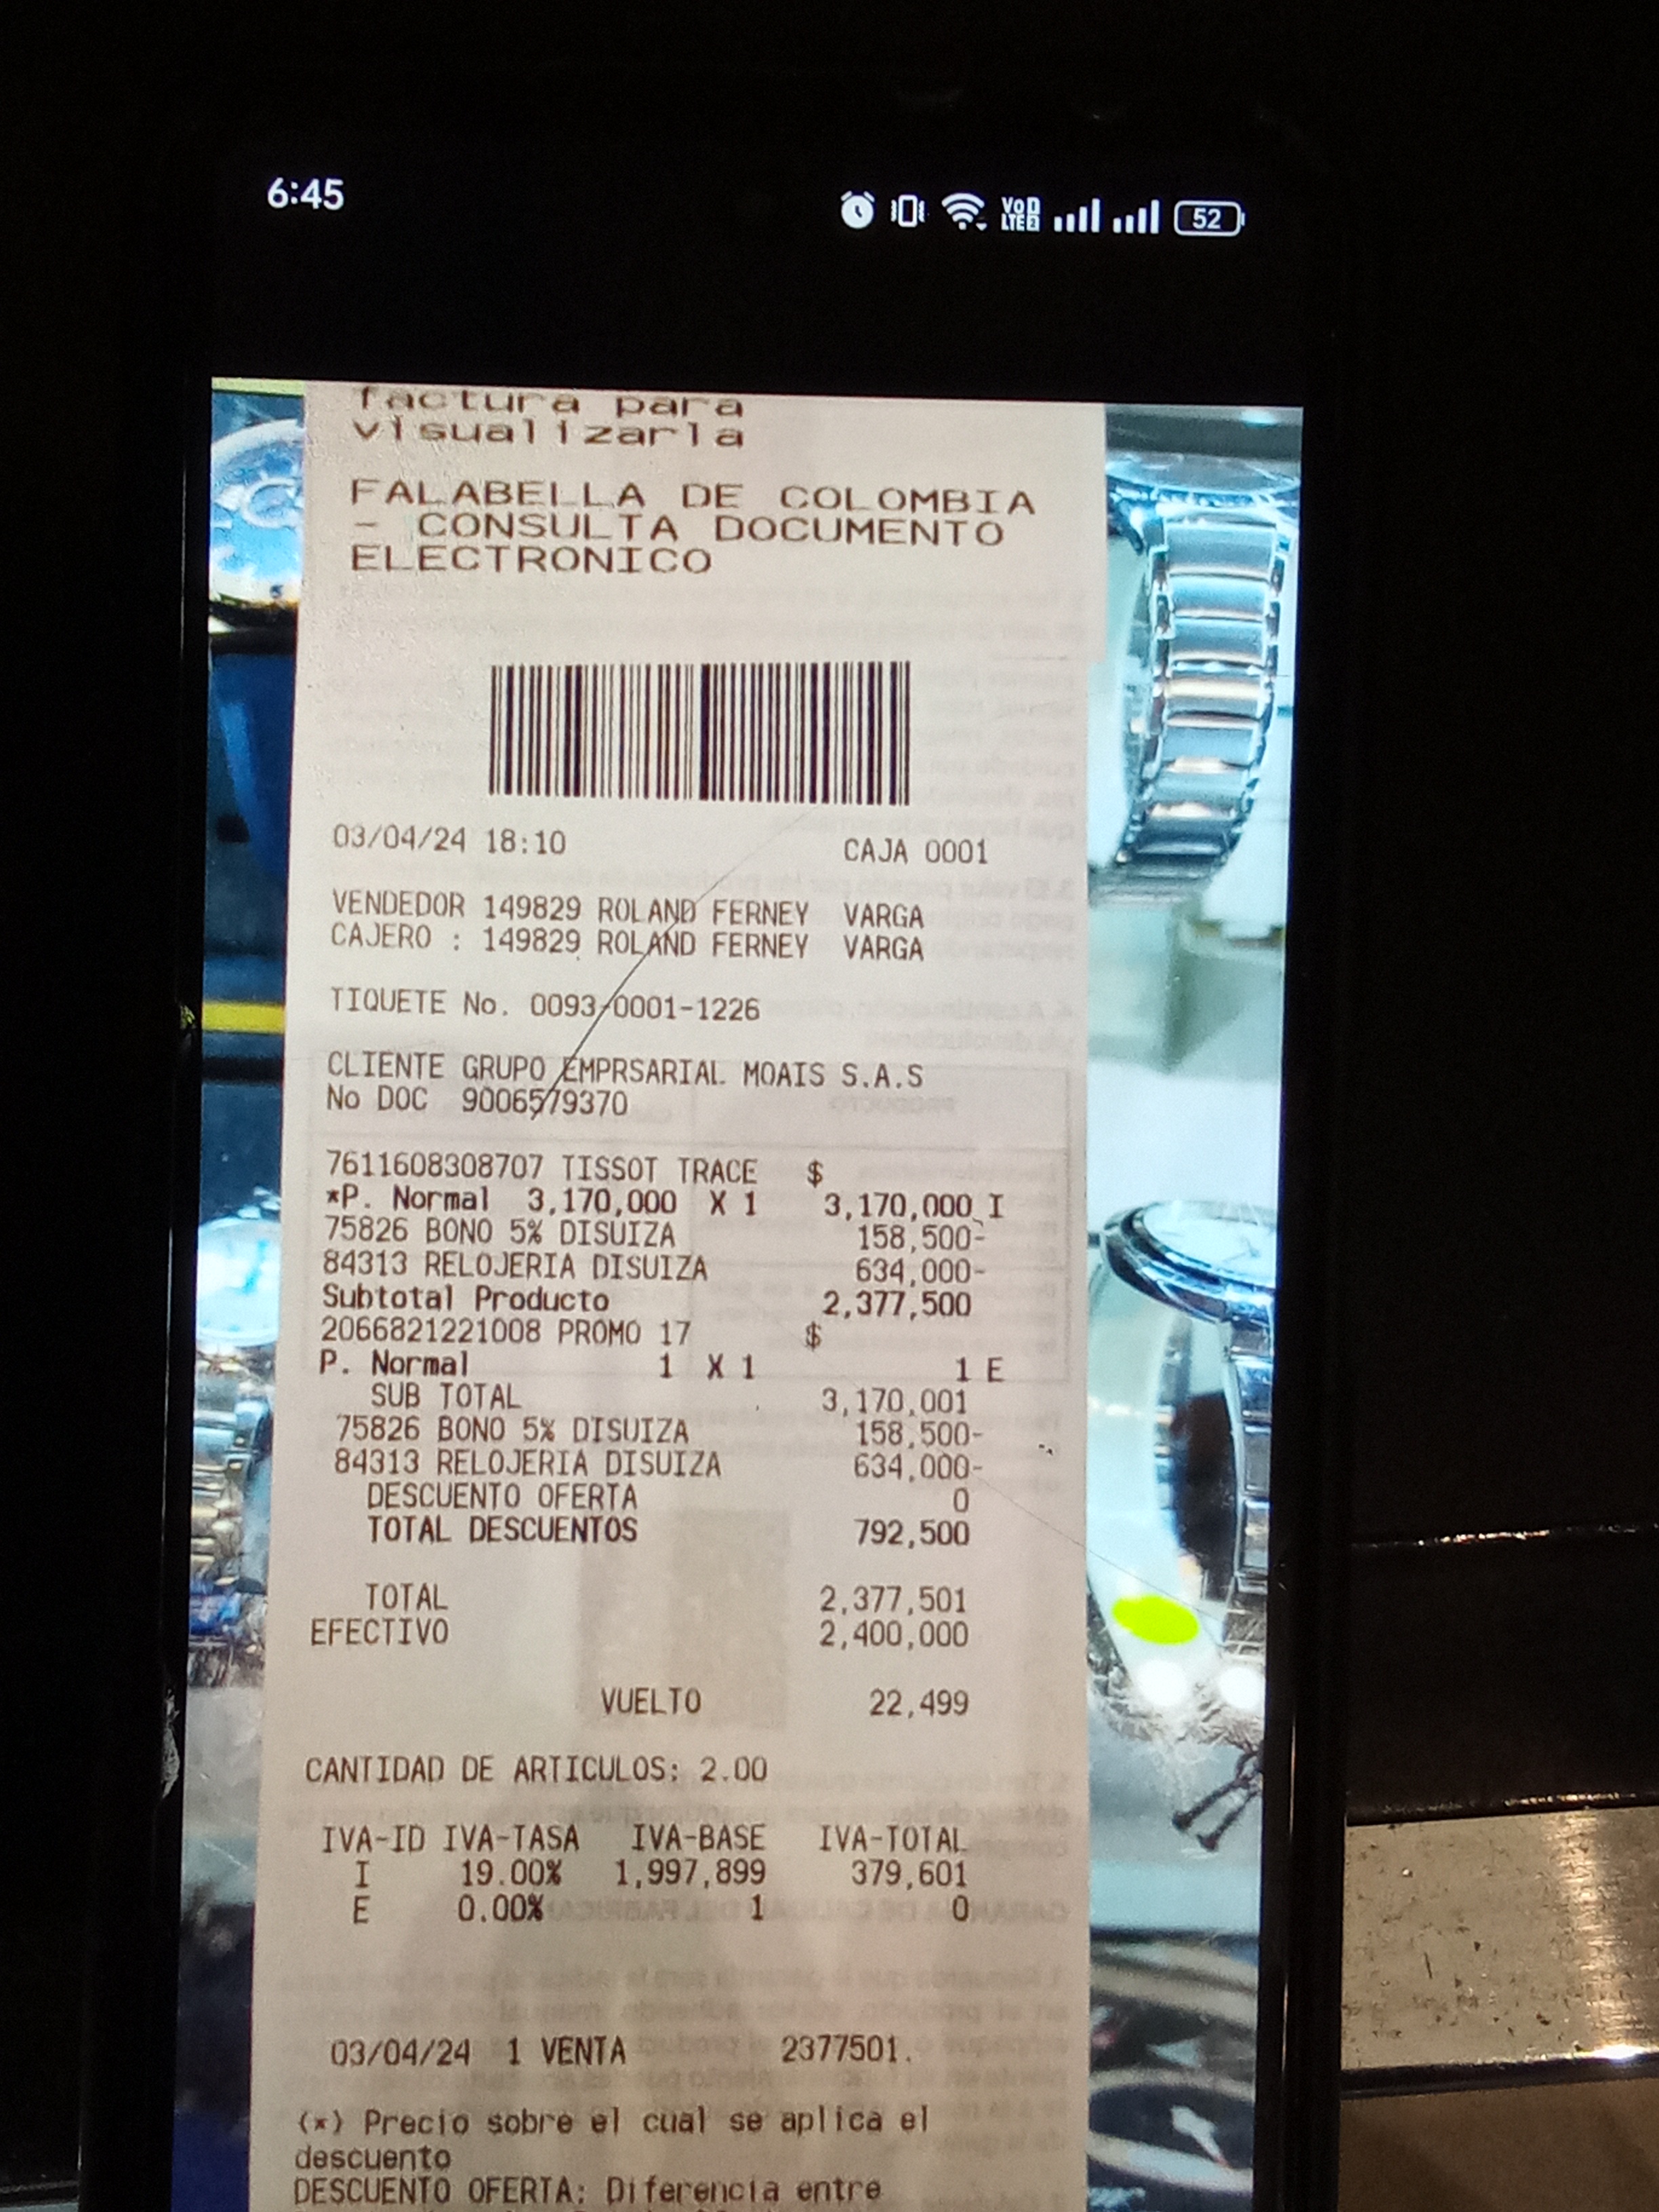 6:45
VoD
LTE 2
52
factura para
visualizarla
FALABELLA DE COLOMBIA
- CONSULTA DOCUMENTO
ELECTRONICO
03/04/24 18:10 CAJA 0001
VENDEDOR 149829 ROLAND FERNEY VARGA
CAJERO : 149829 ROLAND FERNEY VARGA
TIQUETE No. 0093-0001-1226
CLIENTE GRUPO EMPRSARIAL MOAIS S.A.S
No DOC 9006579370
7611608308707 TISSOT TRACE $
*P. Normal 3,170,000 X 1 3,170,000 I
75826 BONO 5% DISUIZA 158,500-
84313 RELOJERIA DISUIZA 634,000-
Subtotal Producto 2,377,500
2066821221008 PROMO 17 $
P. Normal 1 X 1 1 E
SUB TOTAL 3,170,001
75826 BONO 5% DISUIZA 158,500-
84313 RELOJERIA DISUIZA 634,000-
DESCUENTO OFERTA 0
TOTAL DESCUENTOS 792,500
TOTAL 2,377,501
EFECTIVO 2,400,000
VUELTO 22,499
CANTIDAD DE ARTICULOS: 2.00
IVA-ID IVA-TASA IVA-BASE IVA-TOTAL
I 19.00% 1,997,899 379,601
E 0.00% 1 0
03/04/24 1 VENTA 2377501.
(*) Precio sobre el cual se aplica el
descuento
DESCUENTO OFERTA: Diferencia entre